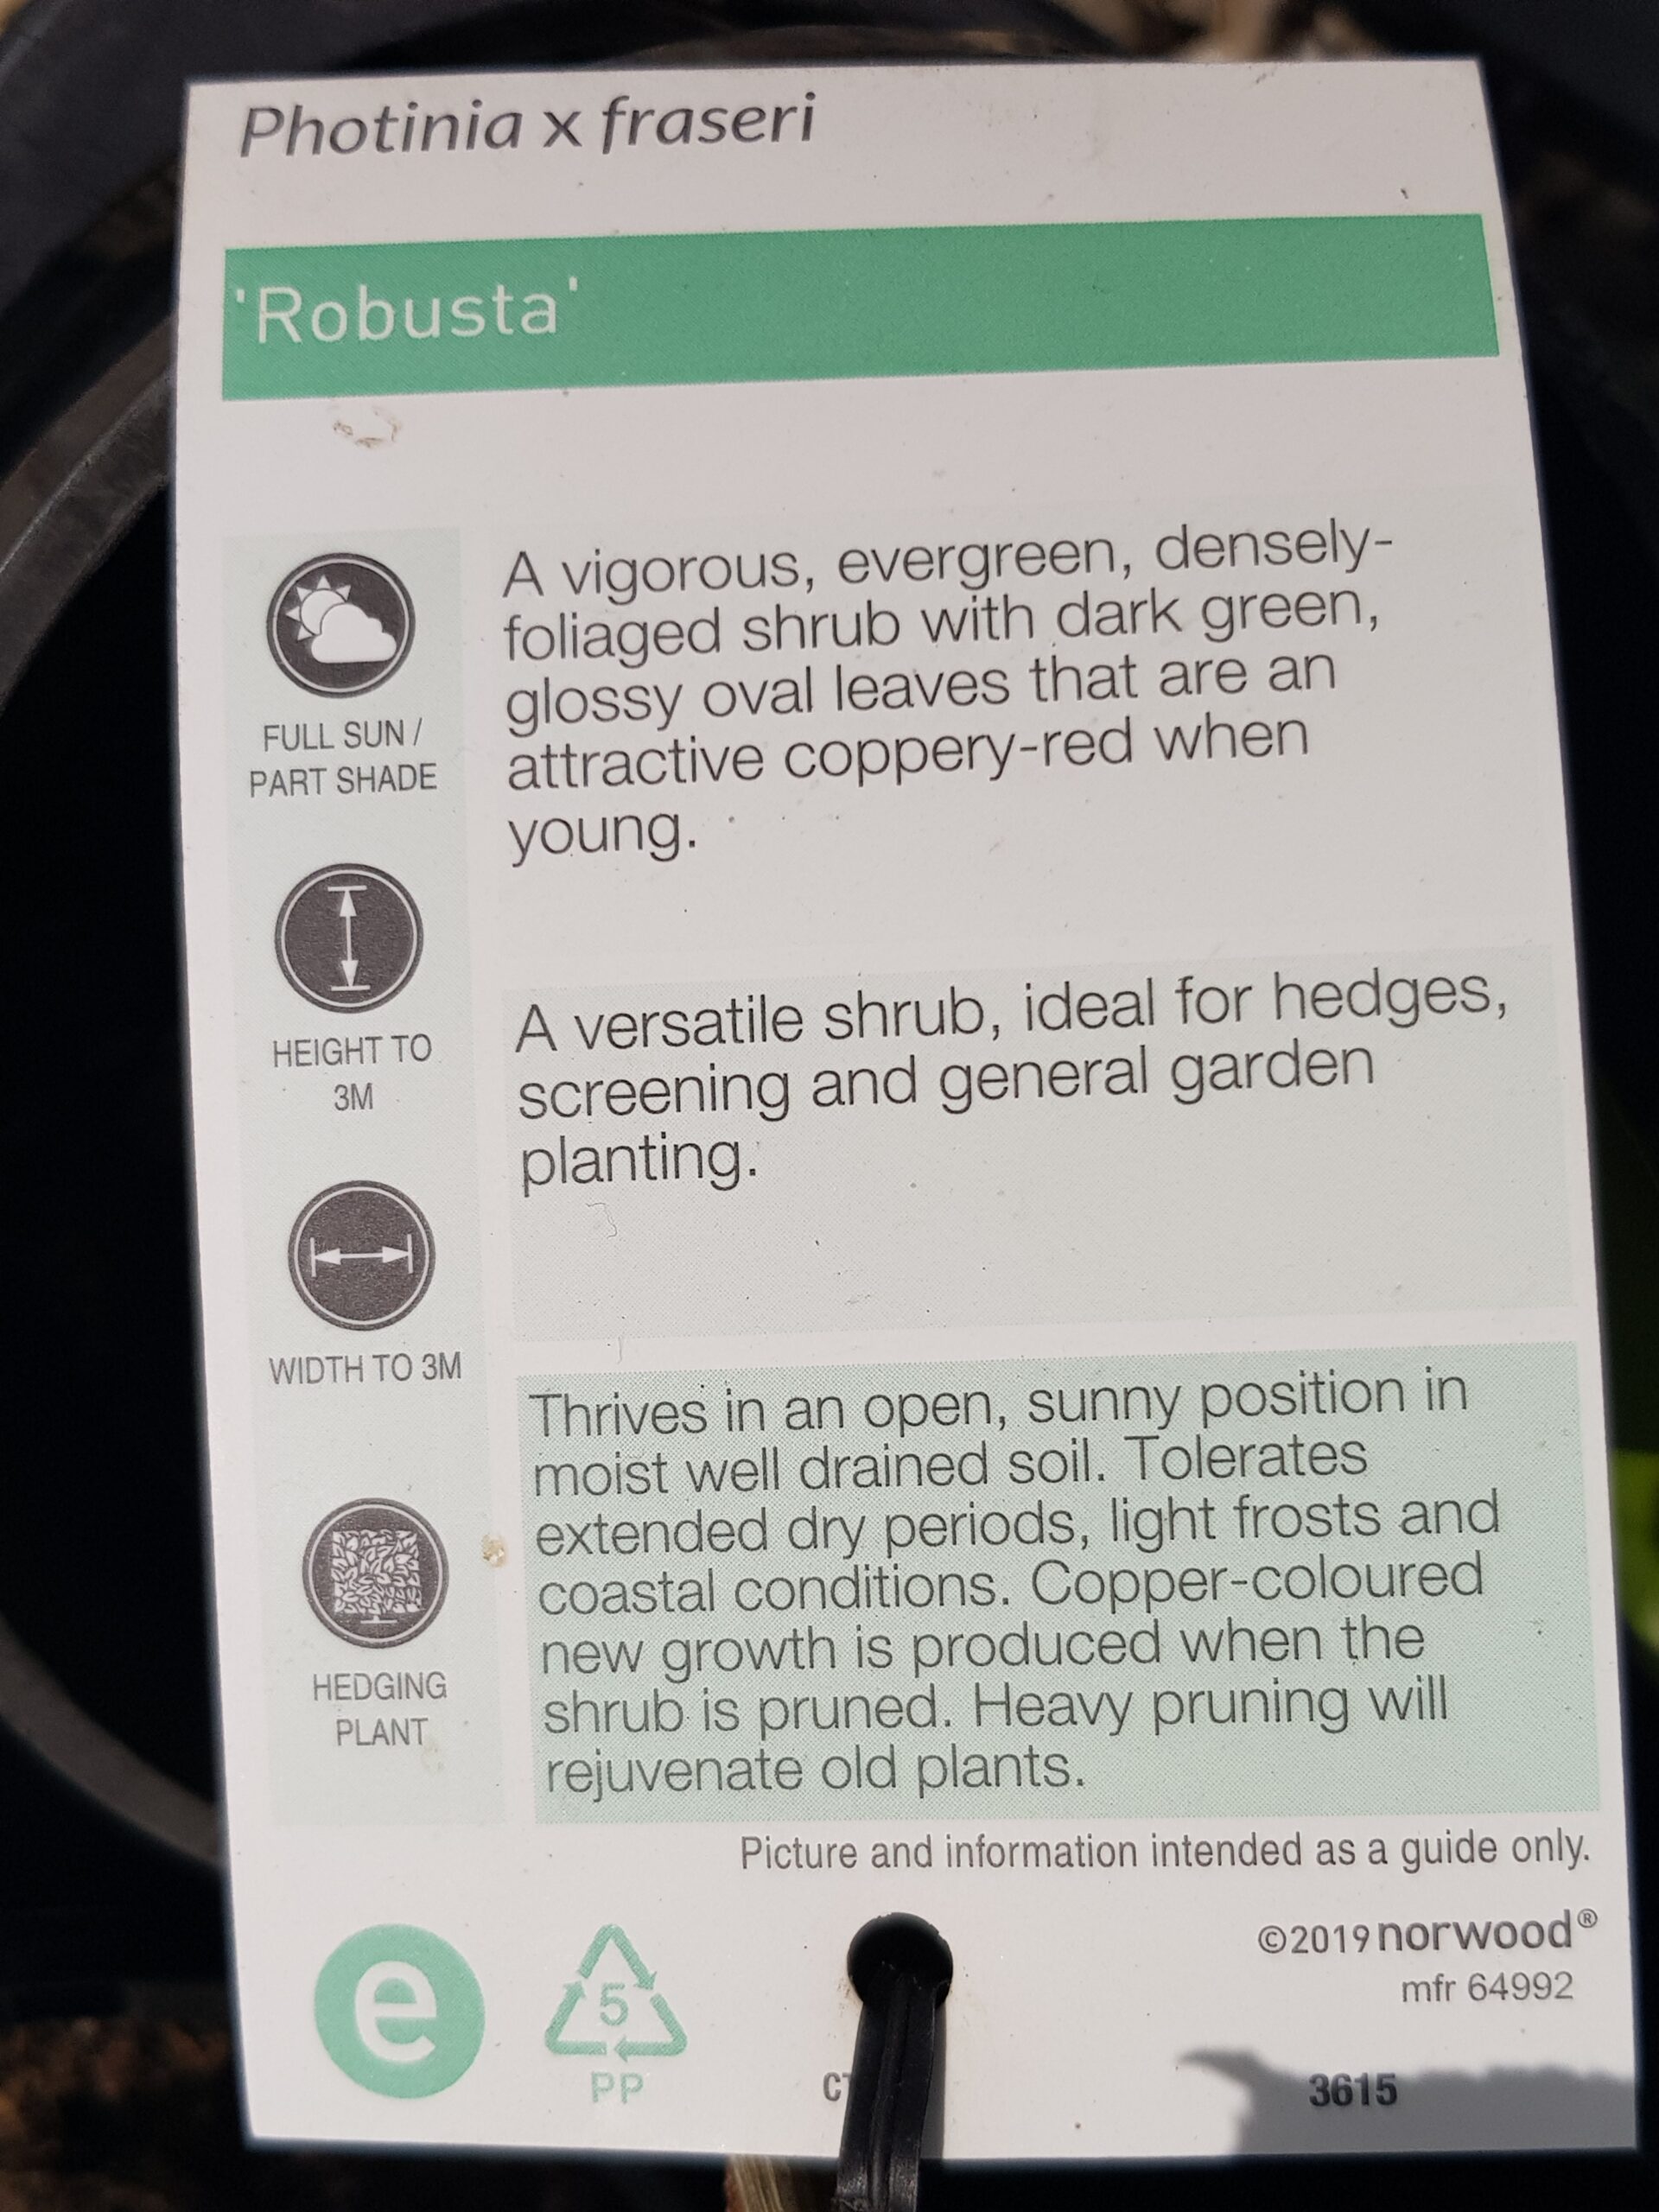 Photinia x fraseri
'Robusta'
FULL SUN /
PART SHADE
HEIGHT TO
3M
WIDTH TO 3M
HEDGING
PLANT
A vigorous, evergreen, densely-
foliaged shrub with dark green,
glossy oval leaves that are an
attractive coppery-red when
young.
A versatile shrub, ideal for hedges,
screening and general garden
planting.
Thrives in an open, sunny position in
moist well drained soil. Tolerates
extended dry periods, light frosts and
coastal conditions. Copper-coloured
new growth is produced when the
shrub is pruned. Heavy pruning will
rejuvenate old plants.
Picture and information intended as a guide only.
e
5
PP
©2019 norwood®
mfr 64992
3615